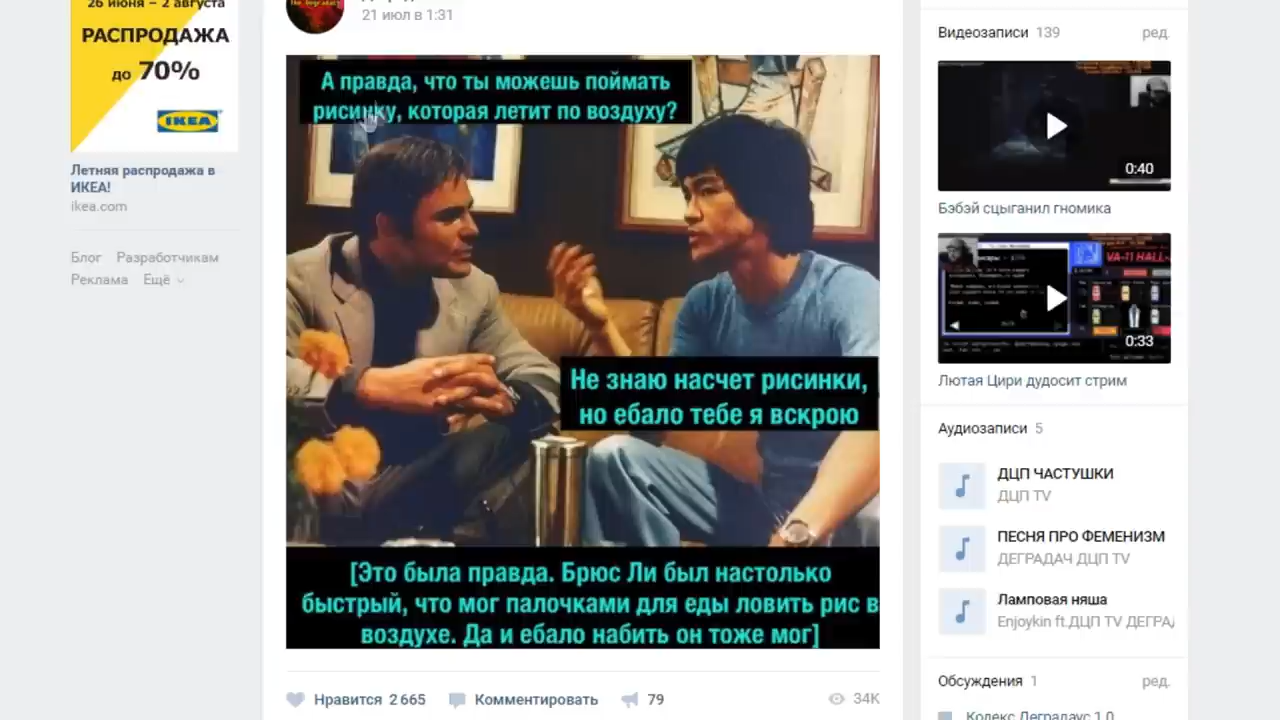 26 июня – 2 августа
РАСПРОДАЖА
до 70%
IKEA
Летняя распродажа в
ИКЕА!
ikea.com
Блог Разработчикам
Реклама Ещё
21 июл в 1:31
А правда, что ты можешь поймать
рисинку, которая летит по воздуху?
Не знаю насчет рисинки,
но ебало тебе я вскрою
[Это была правда. Брюс Ли был настолько
быстрый, что мог палочками для еды ловить рис в
воздухе. Да и ебало набить он тоже мог]
Нравится 2 665 Комментировать 79 34K
Видеозаписи 139 ред.
0:40
Бэбэй сцыганил гномика
VA-11 HALL-
0:33
Лютая Цири дудосит стрим
Аудиозаписи 5
ДЦП ЧАСТУШКИ
ДЦП TV
ПЕСНЯ ПРО ФЕМЕНИЗМ
ДЕГРАДАЧ ДЦП TV
Ламповая няша
Enjoykin ft.ДЦП TV ДЕГРА
Обсуждения 1 ред.
Кодекс Деградаус 1.0